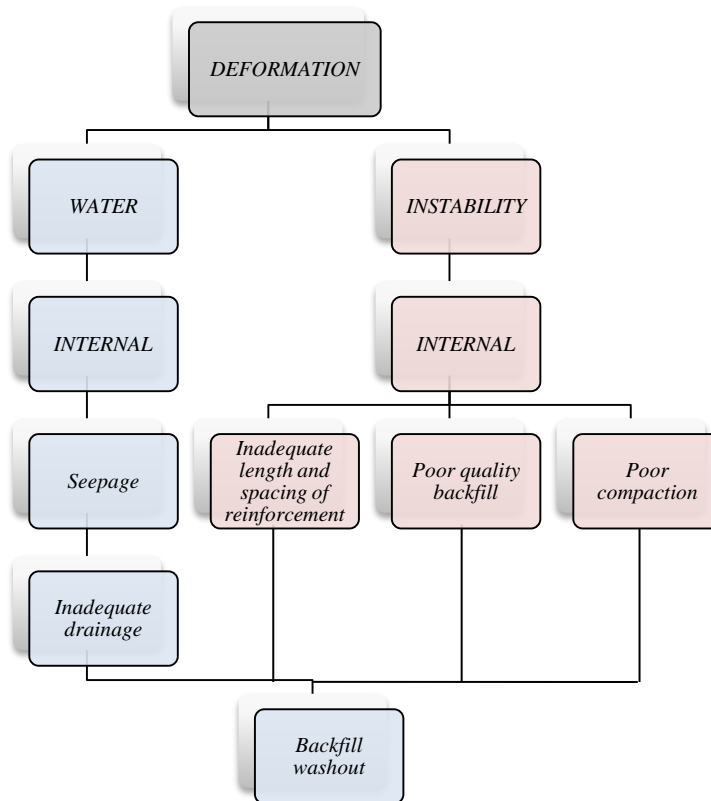 DEFORMATION
WATER
INSTABILITY
INTERNAL
INTERNAL
Seepage
Inadequate
length and
spacing of
reinforcement
Poor quality
backfill
Poor
compaction
Inadequate
drainage
Backfill
washout